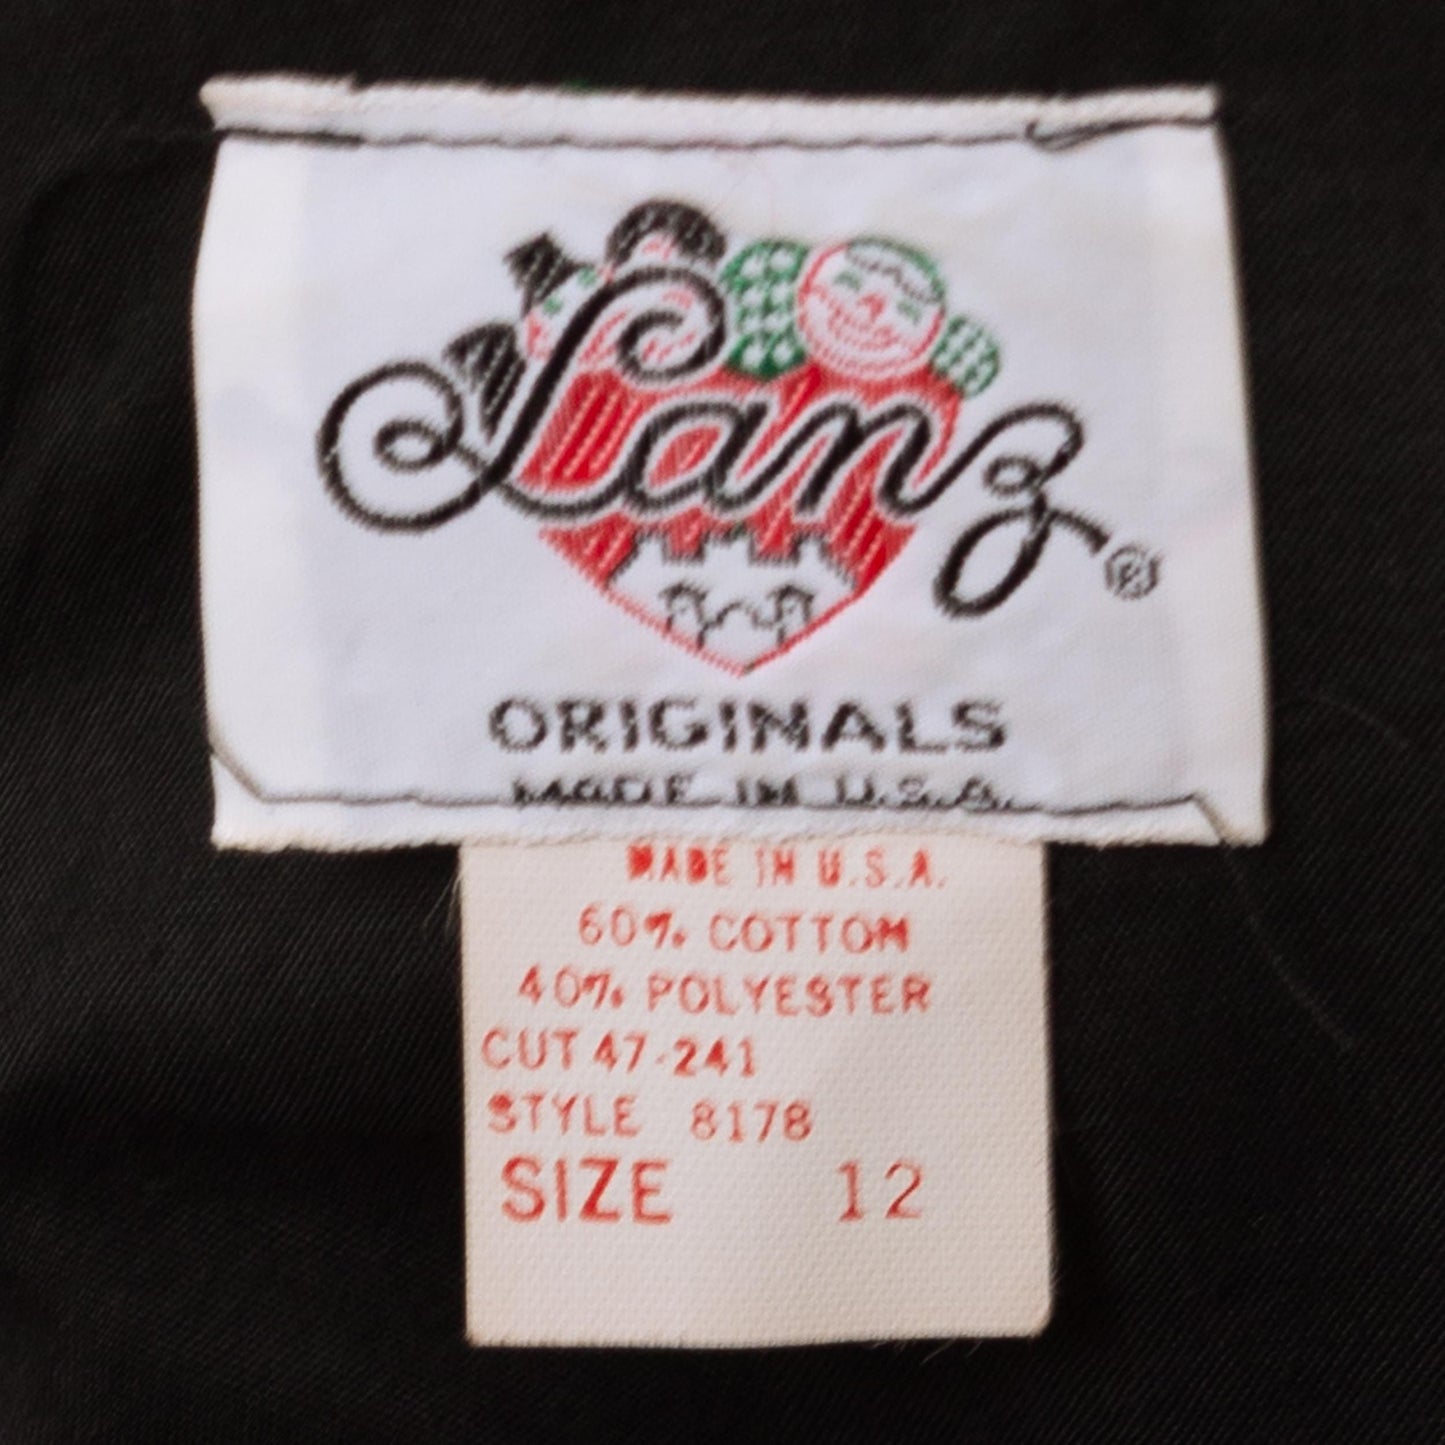 Lanz®
ORIGINALS
MADE IN U.S.A.
MADE IN U.S.A.
60% COTTON
40% POLYESTER
CUT 47-241
STYLE 8178
SIZE 12